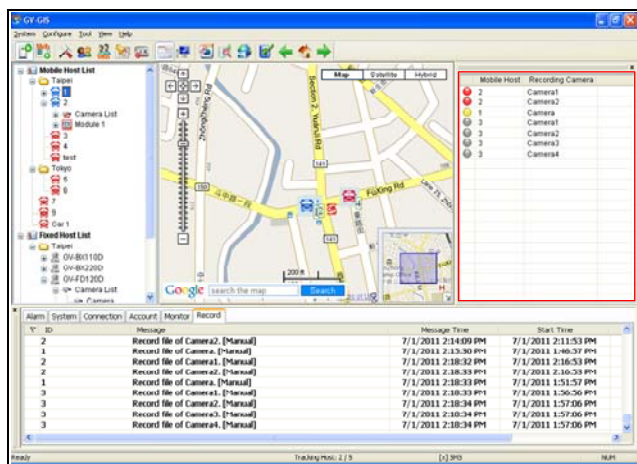 GV-GIS
System Configure Tool View Help
Mobile Host List
Taipei
1
2
Camera List
Module 1
3
4
test
Tokyo
6
8
7
9
Car 1
Fixed Host List
Taipei
GV-BX110D
GV-BX220D
GV-FD120D
Camera List
Camera
Map Satellite Hybrid
Section 2, Yuanji Rd
141
150
斗中路一段
FuXing Rd
141
200 ft
Google search the map Search
Mobile Host Recording Camera
2 Camera1
2 Camera2
1 Camera
3 Camera1
3 Camera2
3 Camera3
3 Camera4
Alarm System Connection Account Monitor Record
ID Message Message Time Start Time
2 Record file of Camera2. [Manual] 7/1/2011 2:14:09 PM 7/1/2011 2:11:53 PM
1 Record file of Camera. [Manual] 7/1/2011 2:15:30 PM 7/1/2011 1:46:57 PM
2 Record file of Camera1. [Manual] 7/1/2011 2:18:32 PM 7/1/2011 2:16:53 PM
2 Record file of Camera2. [Manual] 7/1/2011 2:18:33 PM 7/1/2011 2:16:53 PM
1 Record file of Camera. [Manual] 7/1/2011 2:18:33 PM 7/1/2011 1:51:57 PM
3 Record file of Camera1. [Manual] 7/1/2011 2:18:33 PM 7/1/2011 1:56:56 PM
3 Record file of Camera2. [Manual] 7/1/2011 2:18:34 PM 7/1/2011 1:57:06 PM
3 Record file of Camera3. [Manual] 7/1/2011 2:18:34 PM 7/1/2011 1:57:06 PM
3 Record file of Camera4. [Manual] 7/1/2011 2:18:34 PM 7/1/2011 1:57:06 PM
Ready Tracking Host: 2 / 5 [x] SMS NUM